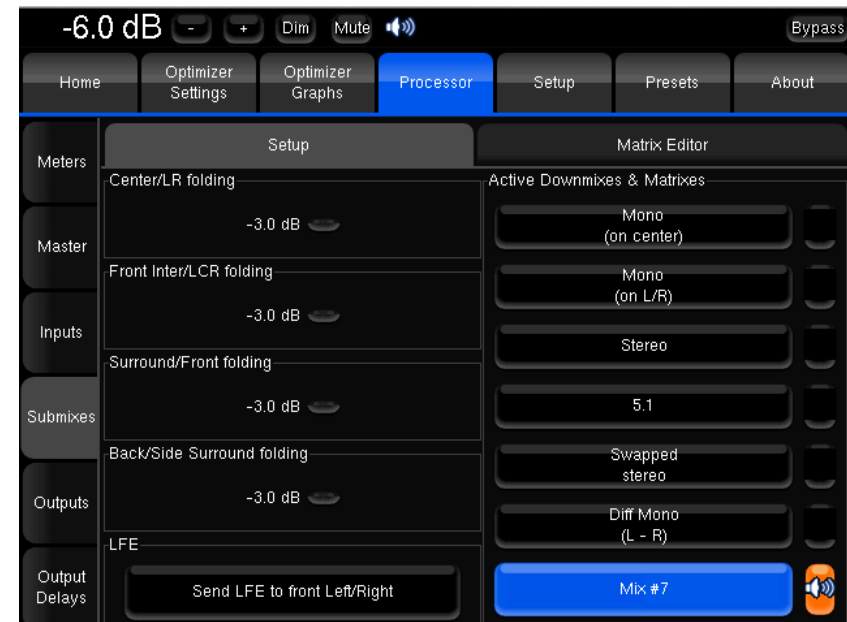 -6.0 dB - + Dim Mute Bypass
Home Optimizer Settings Optimizer Graphs Processor Setup Presets About
Meters
Master
Inputs
Submixes
Outputs
Output Delays
Setup
Center/LR folding
-3.0 dB
Front Inter/LCR folding
-3.0 dB
Surround/Front folding
-3.0 dB
Back/Side Surround folding
-3.0 dB
LFE
Send LFE to front Left/Right
Matrix Editor
Active Downmixes & Matrixes
Mono
(on center)
Mono
(on L/R)
Stereo
5.1
Swapped
stereo
Diff Mono
(L - R)
Mix #7